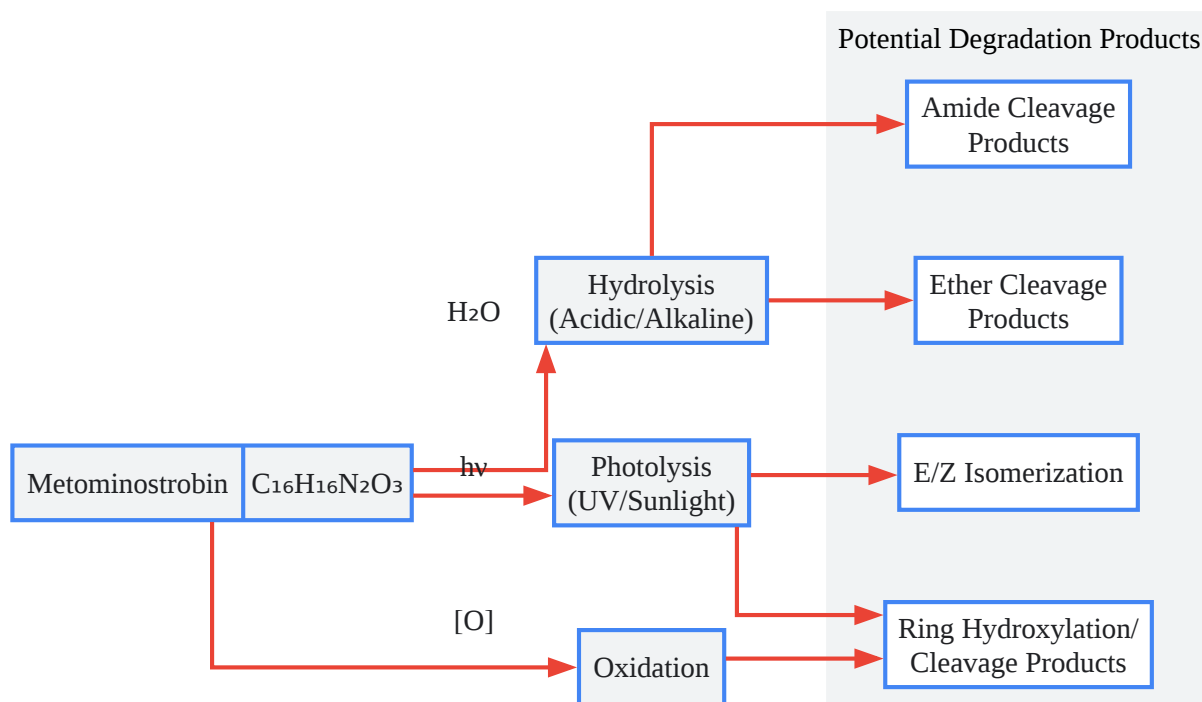 Potential Degradation Products
Amide Cleavage
Products
Hydrolysis
(Acidic/Alkaline)
Ether Cleavage
Products
H₂O
Metominostrobin
C₁₆H₁₆N₂O₃
hν
Photolysis
(UV/Sunlight)
E/Z Isomerization
[O]
Oxidation
Ring Hydroxylation/
Cleavage Products